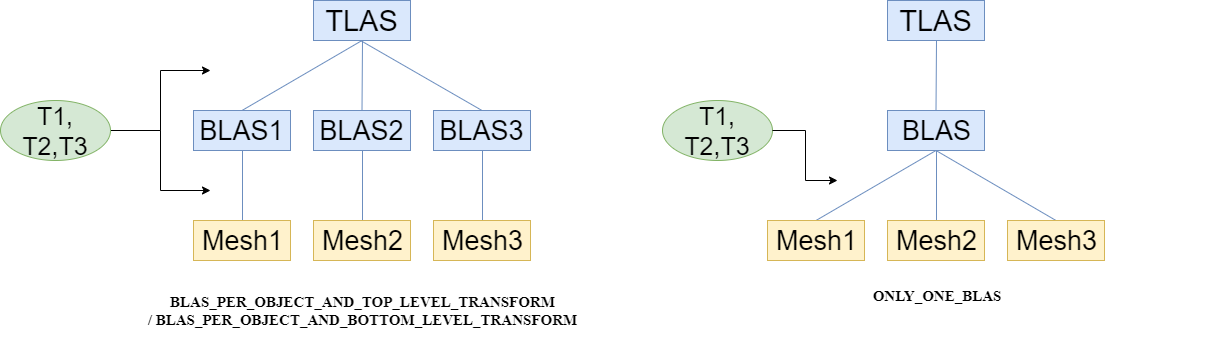 TLAS
T1,
T2,T3
BLAS1
BLAS2
BLAS3
Mesh1
Mesh2
Mesh3
BLAS_PER_OBJECT_AND_TOP_LEVEL_TRANSFORM
/ BLAS_PER_OBJECT_AND_BOTTOM_LEVEL_TRANSFORM
TLAS
T1,
T2,T3
BLAS
Mesh1
Mesh2
Mesh3
ONLY_ONE_BLAS